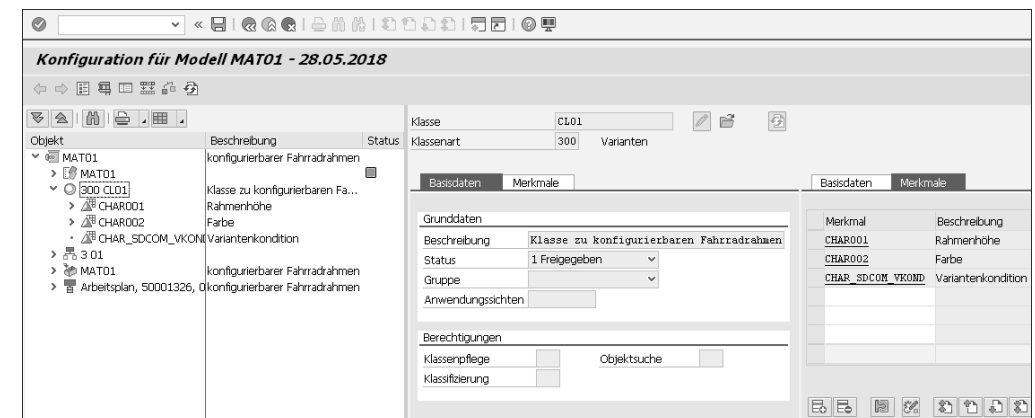 Konfiguration für Modell MAT01 - 28.05.2018
Objekt Beschreibung Status
MAT01 konfigurierbarer Fahrradrahmen
MAT01
300 CL01 Klasse zu konfigurierbaren Fa...
CHAR001 Rahmenhöhe
CHAR002 Farbe
CHAR_SDCOM_VKON Variantenkondition
3 01
MAT01 konfigurierbarer Fahrradrahmen
Arbeitsplan, 50001326, 0 konfigurierbarer Fahrradrahmen
Klasse CL01
Klassenart 300 Varianten
Basisdaten Merkmale
Grunddaten
Beschreibung Klasse zu konfigurierbaren Fahrradrahmen
Status 1 Freigegeben
Gruppe
Anwendungssichten
Berechtigungen
Klassenpflege Objektsuche
Klassifizierung
Basisdaten Merkmale
Merkmal Beschreibung
CHAR001 Rahmenhöhe
CHAR002 Farbe
CHAR_SDCOM_VKOND Variantenkondition